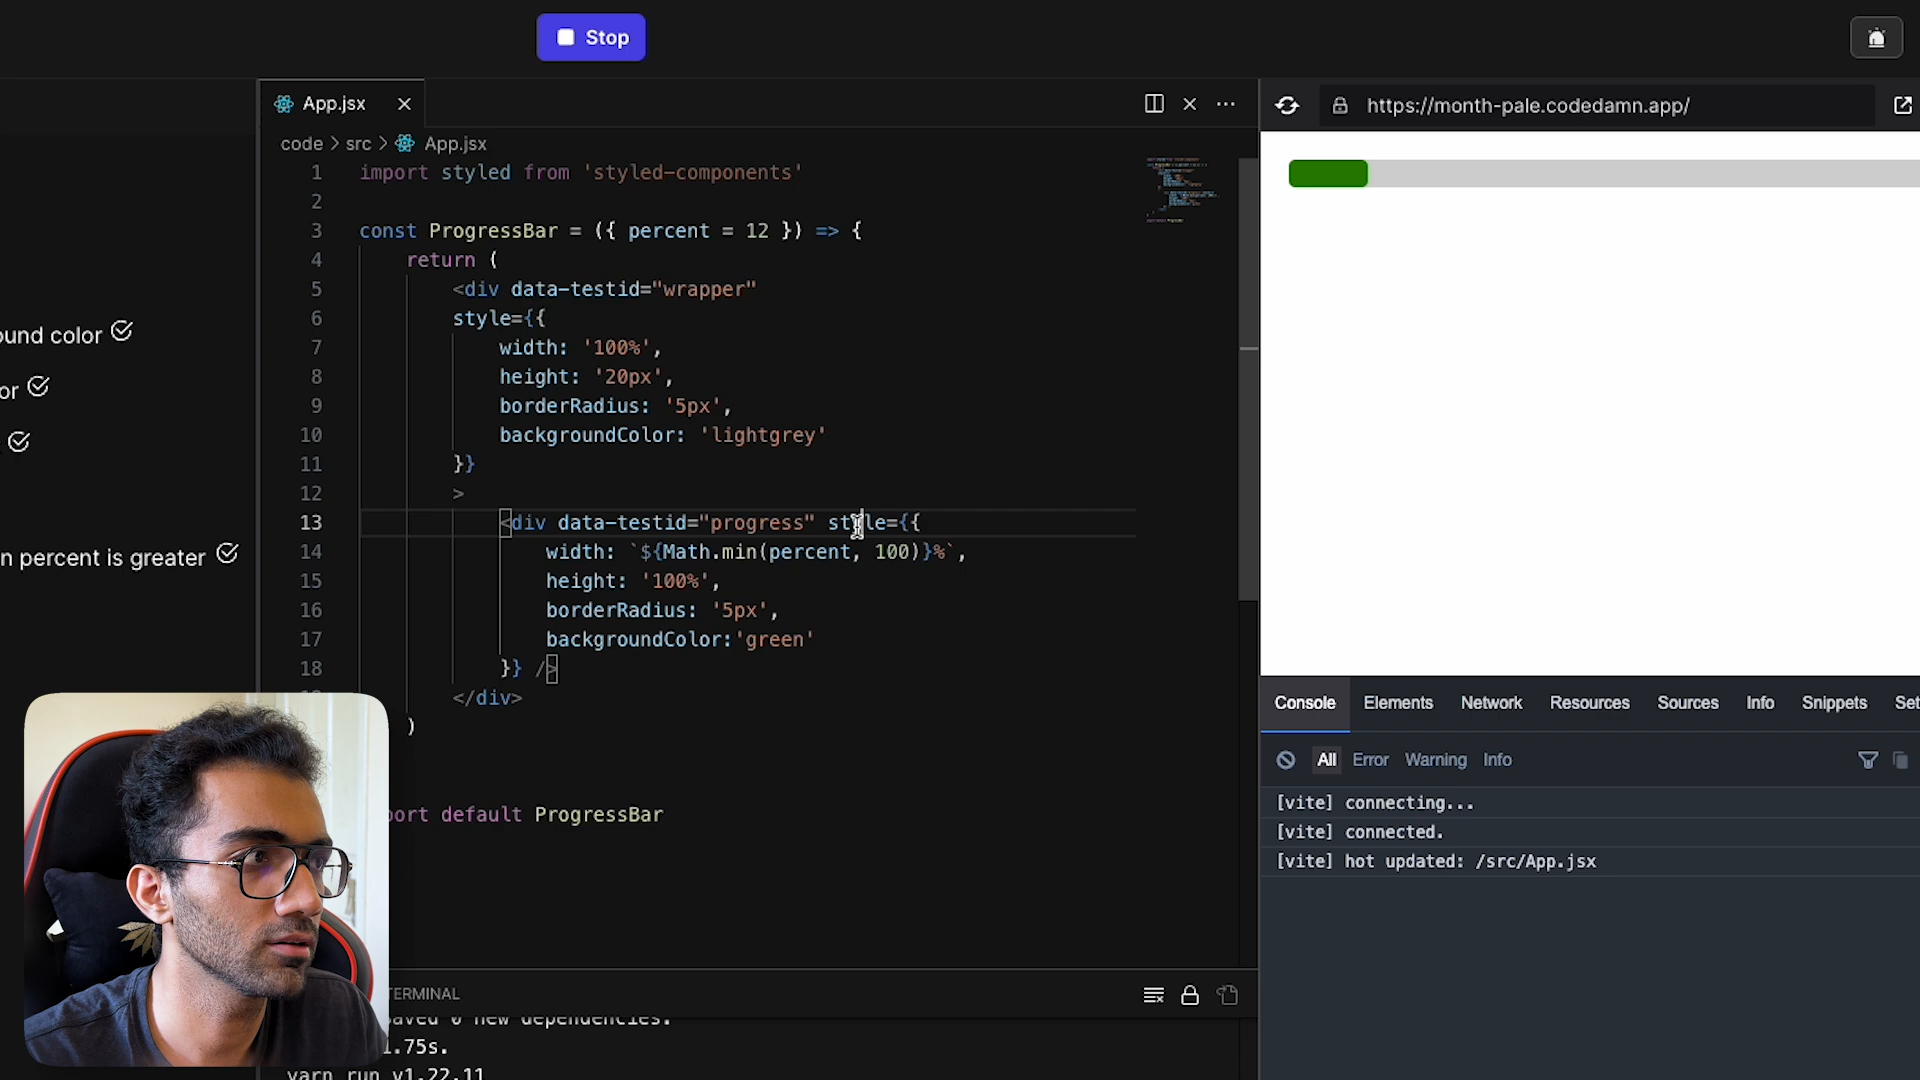 Stop
App.jsx
https://month-pale.codedamn.app/
code > src > App.jsx
1 import styled from 'styled-components'
2
3 const ProgressBar = ({ percent = 12 }) => {
4 return (
5 <div data-testid="wrapper"
6 style={{
7 width: '100%',
8 height: '20px',
9 borderRadius: '5px',
10 backgroundColor: 'lightgrey'
11 }}
12 >
13 <div data-testid="progress" style={{
14 width: `${Math.min(percent, 100)}%`,
15 height: '100%',
16 borderRadius: '5px',
17 backgroundColor:'green'
18 }} />
</div>
)
port default ProgressBar
ound color
or
n percent is greater
TERMINAL
aved 0 new dependencies.
1.75s.
yarn run v1.22.11
Console Elements Network Resources Sources Info Snippets Set
All Error Warning Info
[vite] connecting...
[vite] connected.
[vite] hot updated: /src/App.jsx